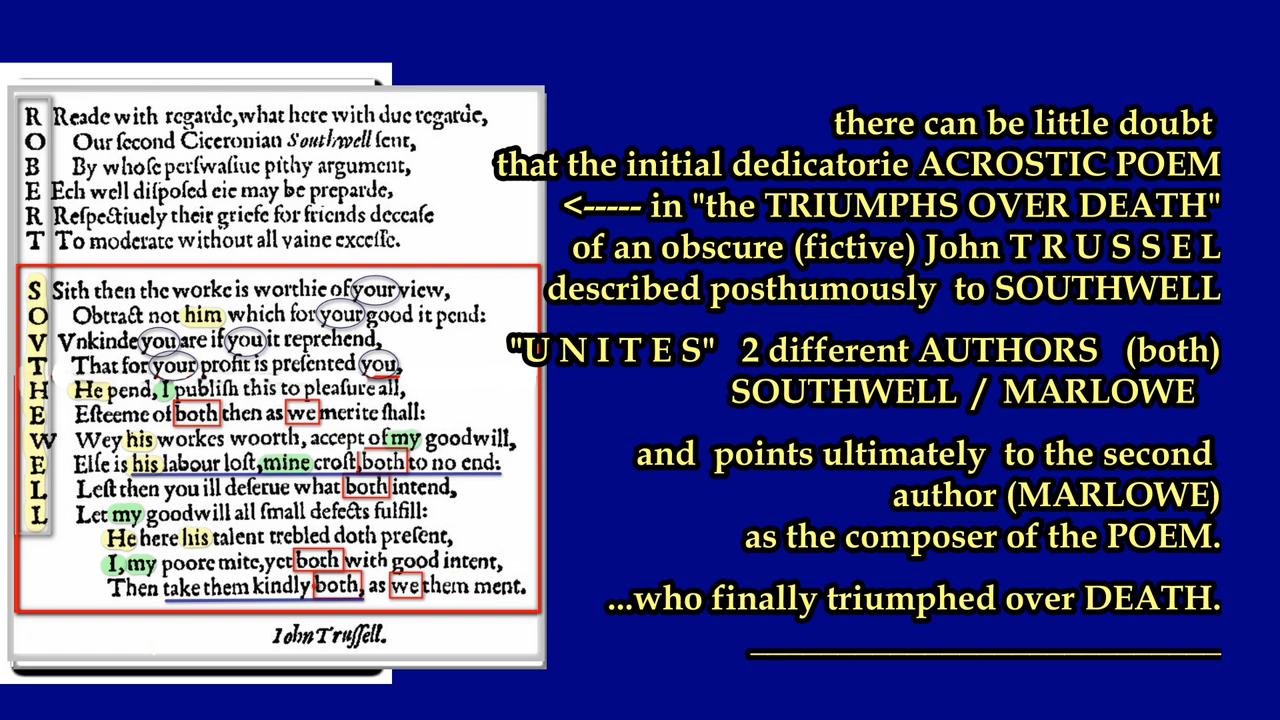 R Reade with regarde, what here with due regarde,
O Our second Ciceronian Southwell sent,
B By whose perswasiue pithy argument,
E Ech well disposed eie may be preparde,
R Respectiuely their griefe for friends decease
T To moderate without all vaine excesse.
S Sith then the worke is worthie of your view,
O Obtract not him which for your good it pend:
V Vnkinde you are if you it reprehend,
T That for your profit is presented you,
H He pend, I publish this to pleasure all,
E Esteeme of both then as we merite shall:
W Wey his workes woorth, accept of my goodwill,
E Else is his labour lost, mine crost, both to no end:
L Lest then you ill deserue what both intend,
L Let my goodwill all small defects fulfill:
He here his talent trebled doth present,
I, my poore mite, yet both with good intent,
Then take them kindly both, as we them ment.
Iohn Trussell.
there can be little doubt
that the initial dedicatorie ACROSTIC POEM
<----- in "the TRIUMPHS OVER DEATH"
of an obscure (fictive) John T R U S S E L
described posthumously to SOUTHWELL
"U N I T E S" 2 different AUTHORS (both)
SOUTHWELL / MARLOWE
and points ultimately to the second
author (MARLOWE)
as the composer of the POEM.
...who finally triumphed over DEATH.